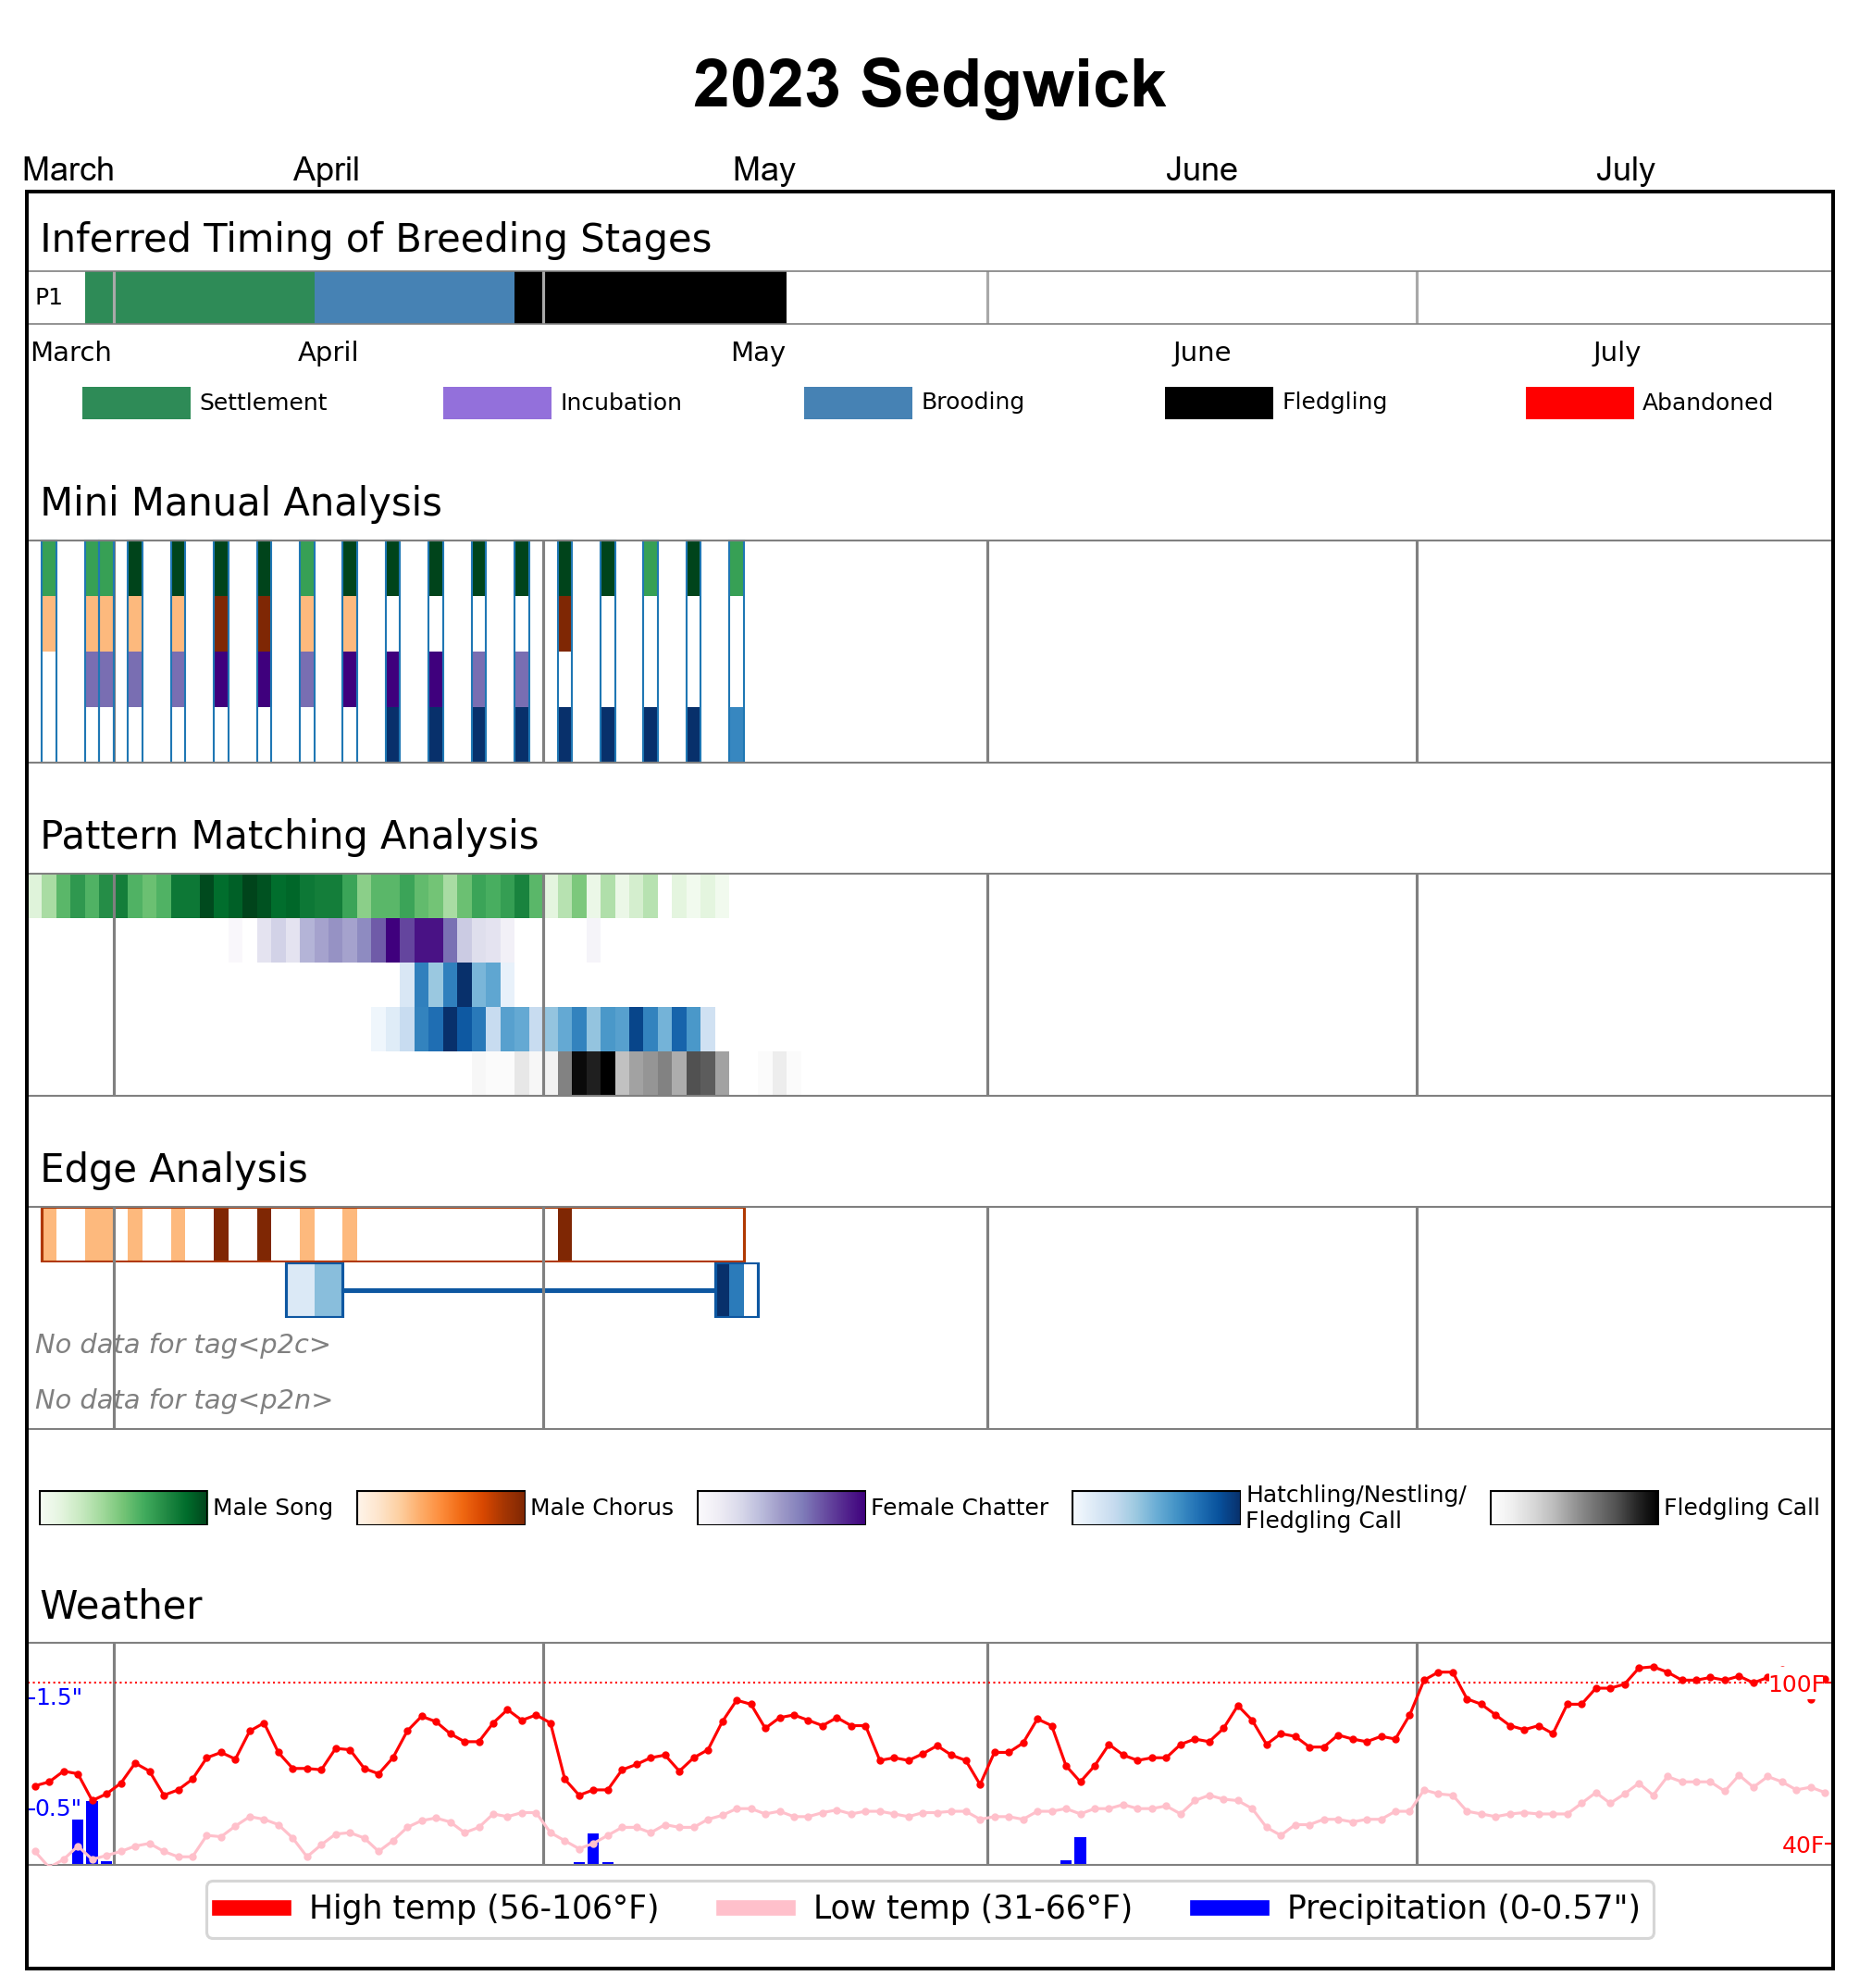 2023 Sedgwick
March April May June July
Inferred Timing of Breeding Stages
P1
March April May June July
Settlement Incubation Brooding Fledgling Abandoned
Mini Manual Analysis
Pattern Matching Analysis
Edge Analysis
No data for tag<p2c>
No data for tag<p2n>
Male Song Male Chorus Female Chatter Hatchling/Nestling/
Fledgling Call Fledgling Call
Weather
100F
-1.5"
-0.5"
40F
High temp (56-106°F) Low temp (31-66°F) Precipitation (0-0.57")